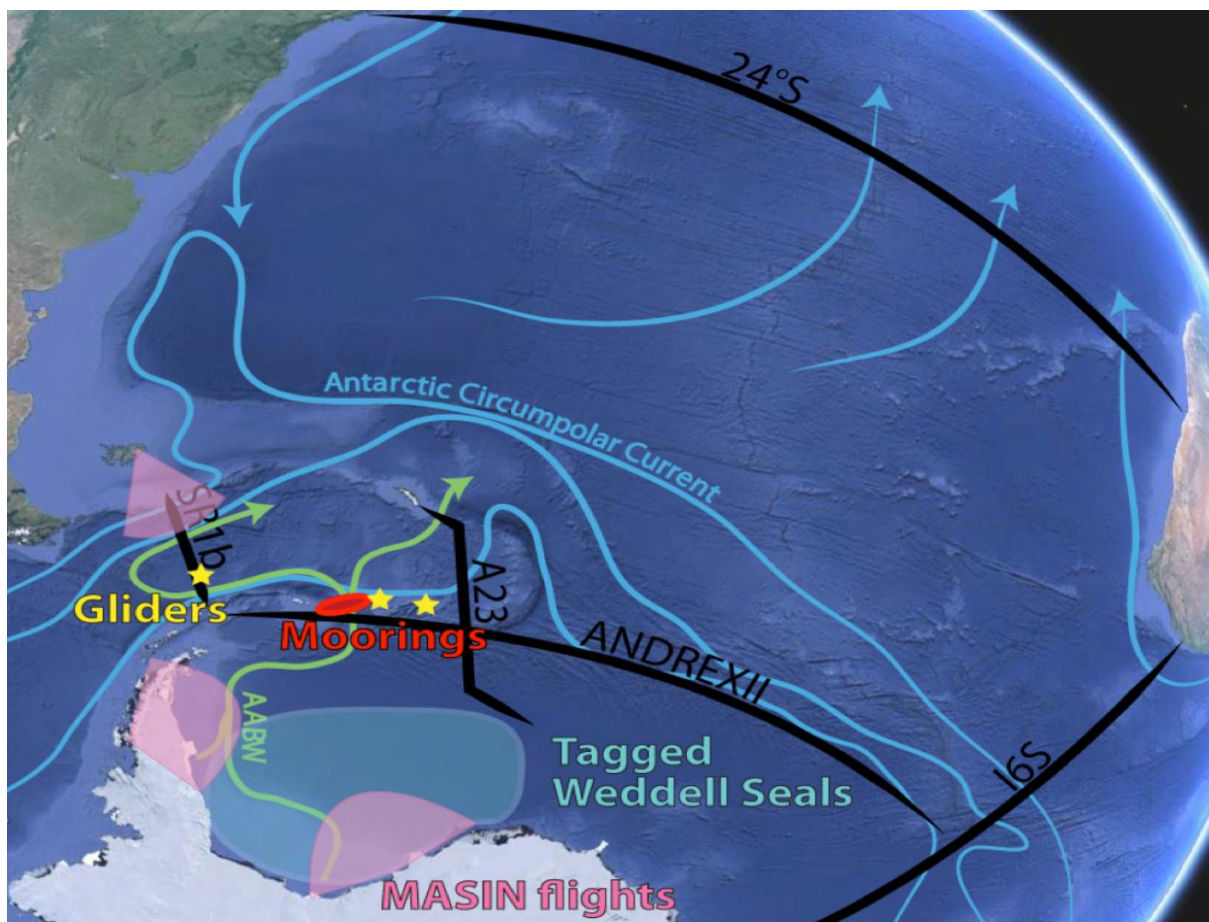 24°S
Antarctic Circumpolar Current
SR1b
A23
Gliders
Moorings
ANDREXII
AABW
I6S
Tagged
Weddell Seals
MASIN flights